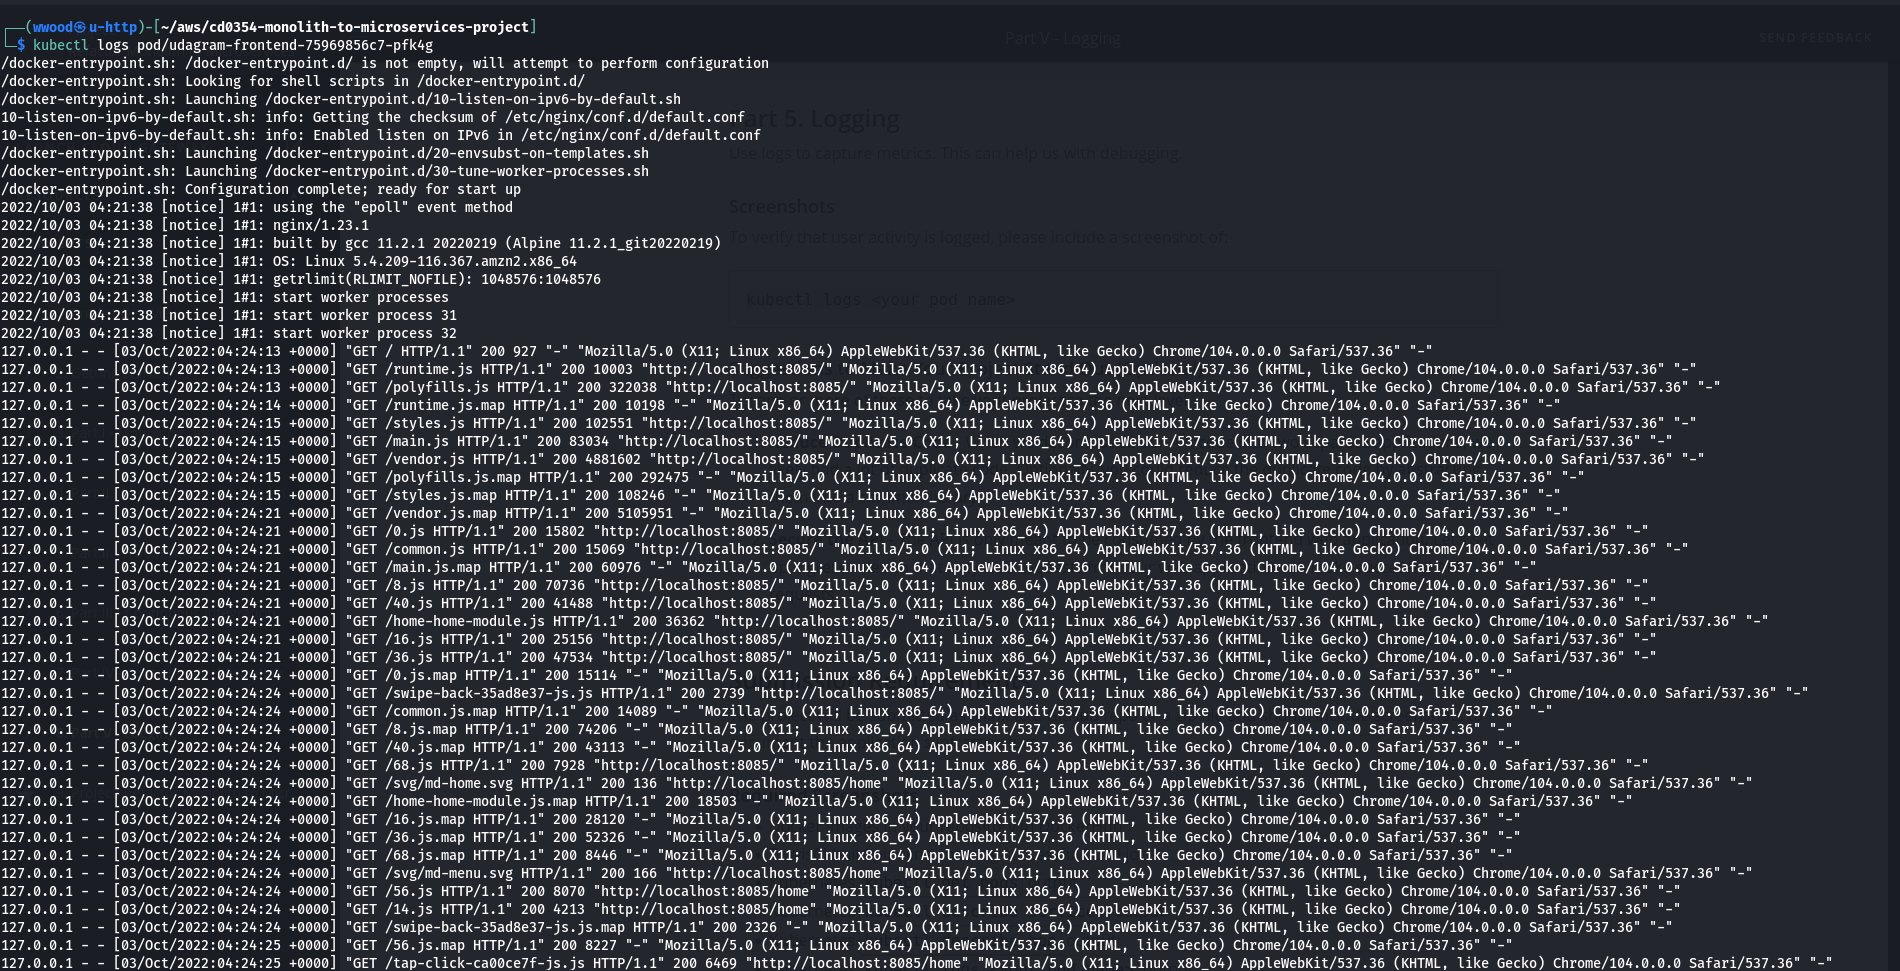 (wwood㉿u-http)-[~/aws/cd0354-monolith-to-microservices-project]
$ kubectl logs pod/udagram-frontend-75969856c7-pfk4g
Part V - Logging
SEND FEEDBACK
/docker-entrypoint.sh: /docker-entrypoint.d/ is not empty, will attempt to perform configuration
/docker-entrypoint.sh: Looking for shell scripts in /docker-entrypoint.d/
/docker-entrypoint.sh: Launching /docker-entrypoint.d/10-listen-on-ipv6-by-default.sh
10-listen-on-ipv6-by-default.sh: info: Getting the checksum of /etc/nginx/conf.d/default.conf
Part 5. Logging
10-listen-on-ipv6-by-default.sh: info: Enabled listen on IPv6 in /etc/nginx/conf.d/default.conf
/docker-entrypoint.sh: Launching /docker-entrypoint.d/20-envsubst-on-templates.sh
Use logs to capture metrics. This can help us with debugging.
/docker-entrypoint.sh: Launching /docker-entrypoint.d/30-tune-worker-processes.sh
/docker-entrypoint.sh: Configuration complete; ready for start up
2022/10/03 04:21:38 [notice] 1#1: using the "epoll" event method
Screenshots
2022/10/03 04:21:38 [notice] 1#1: nginx/1.23.1
2022/10/03 04:21:38 [notice] 1#1: built by gcc 11.2.1 20220219 (Alpine 11.2.1_git20220219)
To verify that user activity is logged, please include a screenshot of:
2022/10/03 04:21:38 [notice] 1#1: OS: Linux 5.4.209-116.367.amzn2.x86_64
2022/10/03 04:21:38 [notice] 1#1: getrlimit(RLIMIT_NOFILE): 1048576:1048576
2022/10/03 04:21:38 [notice] 1#1: start worker processes
kubectl logs <your pod name>
2022/10/03 04:21:38 [notice] 1#1: start worker process 31
2022/10/03 04:21:38 [notice] 1#1: start worker process 32
127.0.0.1 - - [03/Oct/2022:04:24:13 +0000] "GET / HTTP/1.1" 200 927 "-" "Mozilla/5.0 (X11; Linux x86_64) AppleWebKit/537.36 (KHTML, like Gecko) Chrome/104.0.0.0 Safari/537.36" "-"
127.0.0.1 - - [03/Oct/2022:04:24:13 +0000] "GET /runtime.js HTTP/1.1" 200 10003 "http://localhost:8085/" "Mozilla/5.0 (X11; Linux x86_64) AppleWebKit/537.36 (KHTML, like Gecko) Chrome/104.0.0.0 Safari/537.36" "-"
127.0.0.1 - - [03/Oct/2022:04:24:13 +0000] "GET /polyfills.js HTTP/1.1" 200 322038 "http://localhost:8085/" "Mozilla/5.0 (X11; Linux x86_64) AppleWebKit/537.36 (KHTML, like Gecko) Chrome/104.0.0.0 Safari/537.36" "-"
127.0.0.1 - - [03/Oct/2022:04:24:14 +0000] "GET /runtime.js.map HTTP/1.1" 200 10198 "-" "Mozilla/5.0 (X11; Linux x86_64) AppleWebKit/537.36 (KHTML, like Gecko) Chrome/104.0.0.0 Safari/537.36" "-"
127.0.0.1 - - [03/Oct/2022:04:24:15 +0000] "GET /styles.js HTTP/1.1" 200 102551 "http://localhost:8085/" "Mozilla/5.0 (X11; Linux x86_64) AppleWebKit/537.36 (KHTML, like Gecko) Chrome/104.0.0.0 Safari/537.36" "-"
127.0.0.1 - - [03/Oct/2022:04:24:15 +0000] "GET /main.js HTTP/1.1" 200 83034 "http://localhost:8085/" "Mozilla/5.0 (X11; Linux x86_64) AppleWebKit/537.36 (KHTML, like Gecko) Chrome/104.0.0.0 Safari/537.36" "-"
127.0.0.1 - - [03/Oct/2022:04:24:15 +0000] "GET /vendor.js HTTP/1.1" 200 4881602 "http://localhost:8085/" "Mozilla/5.0 (X11; Linux x86_64) AppleWebKit/537.36 (KHTML, like Gecko) Chrome/104.0.0.0 Safari/537.36" "-"
127.0.0.1 - - [03/Oct/2022:04:24:15 +0000] "GET /polyfills.js.map HTTP/1.1" 200 292475 "-" "Mozilla/5.0 (X11; Linux x86_64) AppleWebKit/537.36 (KHTML, like Gecko) Chrome/104.0.0.0 Safari/537.36" "-"
127.0.0.1 - - [03/Oct/2022:04:24:15 +0000] "GET /styles.js.map HTTP/1.1" 200 108246 "-" "Mozilla/5.0 (X11; Linux x86_64) AppleWebKit/537.36 (KHTML, like Gecko) Chrome/104.0.0.0 Safari/537.36" "-"
127.0.0.1 - - [03/Oct/2022:04:24:21 +0000] "GET /vendor.js.map HTTP/1.1" 200 5105951 "-" "Mozilla/5.0 (X11; Linux x86_64) AppleWebKit/537.36 (KHTML, like Gecko) Chrome/104.0.0.0 Safari/537.36" "-"
127.0.0.1 - - [03/Oct/2022:04:24:21 +0000] "GET /0.js HTTP/1.1" 200 15802 "http://localhost:8085/" "Mozilla/5.0 (X11; Linux x86_64) AppleWebKit/537.36 (KHTML, like Gecko) Chrome/104.0.0.0 Safari/537.36" "-"
127.0.0.1 - - [03/Oct/2022:04:24:21 +0000] "GET /common.js HTTP/1.1" 200 15069 "http://localhost:8085/" "Mozilla/5.0 (X11; Linux x86_64) AppleWebKit/537.36 (KHTML, like Gecko) Chrome/104.0.0.0 Safari/537.36" "-"
127.0.0.1 - - [03/Oct/2022:04:24:21 +0000] "GET /main.js.map HTTP/1.1" 200 60976 "-" "Mozilla/5.0 (X11; Linux x86_64) AppleWebKit/537.36 (KHTML, like Gecko) Chrome/104.0.0.0 Safari/537.36" "-"
127.0.0.1 - - [03/Oct/2022:04:24:21 +0000] "GET /8.js HTTP/1.1" 200 70736 "http://localhost:8085/" "Mozilla/5.0 (X11; Linux x86_64) AppleWebKit/537.36 (KHTML, like Gecko) Chrome/104.0.0.0 Safari/537.36" "-"
127.0.0.1 - - [03/Oct/2022:04:24:21 +0000] "GET /40.js HTTP/1.1" 200 41488 "http://localhost:8085/" "Mozilla/5.0 (X11; Linux x86_64) AppleWebKit/537.36 (KHTML, like Gecko) Chrome/104.0.0.0 Safari/537.36" "-"
127.0.0.1 - - [03/Oct/2022:04:24:21 +0000] "GET /home-home-module.js HTTP/1.1" 200 36362 "http://localhost:8085/" "Mozilla/5.0 (X11; Linux x86_64) AppleWebKit/537.36 (KHTML, like Gecko) Chrome/104.0.0.0 Safari/537.36" "-"
127.0.0.1 - - [03/Oct/2022:04:24:21 +0000] "GET /16.js HTTP/1.1" 200 25156 "http://localhost:8085/" "Mozilla/5.0 (X11; Linux x86_64) AppleWebKit/537.36 (KHTML, like Gecko) Chrome/104.0.0.0 Safari/537.36" "-"
127.0.0.1 - - [03/Oct/2022:04:24:21 +0000] "GET /36.js HTTP/1.1" 200 47534 "http://localhost:8085/" "Mozilla/5.0 (X11; Linux x86_64) AppleWebKit/537.36 (KHTML, like Gecko) Chrome/104.0.0.0 Safari/537.36" "-"
127.0.0.1 - - [03/Oct/2022:04:24:24 +0000] "GET /0.js.map HTTP/1.1" 200 15114 "-" "Mozilla/5.0 (X11; Linux x86_64) AppleWebKit/537.36 (KHTML, like Gecko) Chrome/104.0.0.0 Safari/537.36" "-"
127.0.0.1 - - [03/Oct/2022:04:24:24 +0000] "GET /swipe-back-35ad8e37-js.js HTTP/1.1" 200 2739 "http://localhost:8085/" "Mozilla/5.0 (X11; Linux x86_64) AppleWebKit/537.36 (KHTML, like Gecko) Chrome/104.0.0.0 Safari/537.36" "-"
127.0.0.1 - - [03/Oct/2022:04:24:24 +0000] "GET /common.js.map HTTP/1.1" 200 14089 "-" "Mozilla/5.0 (X11; Linux x86_64) AppleWebKit/537.36 (KHTML, like Gecko) Chrome/104.0.0.0 Safari/537.36" "-"
127.0.0.1 - - [03/Oct/2022:04:24:24 +0000] "GET /8.js.map HTTP/1.1" 200 74206 "-" "Mozilla/5.0 (X11; Linux x86_64) AppleWebKit/537.36 (KHTML, like Gecko) Chrome/104.0.0.0 Safari/537.36" "-"
127.0.0.1 - - [03/Oct/2022:04:24:24 +0000] "GET /40.js.map HTTP/1.1" 200 43113 "-" "Mozilla/5.0 (X11; Linux x86_64) AppleWebKit/537.36 (KHTML, like Gecko) Chrome/104.0.0.0 Safari/537.36" "-"
127.0.0.1 - - [03/Oct/2022:04:24:24 +0000] "GET /68.js HTTP/1.1" 200 7928 "http://localhost:8085/" "Mozilla/5.0 (X11; Linux x86_64) AppleWebKit/537.36 (KHTML, like Gecko) Chrome/104.0.0.0 Safari/537.36" "-"
127.0.0.1 - - [03/Oct/2022:04:24:24 +0000] "GET /svg/md-home.svg HTTP/1.1" 200 136 "http://localhost:8085/home" "Mozilla/5.0 (X11; Linux x86_64) AppleWebKit/537.36 (KHTML, like Gecko) Chrome/104.0.0.0 Safari/537.36" "-"
127.0.0.1 - - [03/Oct/2022:04:24:24 +0000] "GET /home-home-module.js.map HTTP/1.1" 200 18503 "-" "Mozilla/5.0 (X11; Linux x86_64) AppleWebKit/537.36 (KHTML, like Gecko) Chrome/104.0.0.0 Safari/537.36" "-"
127.0.0.1 - - [03/Oct/2022:04:24:24 +0000] "GET /16.js.map HTTP/1.1" 200 28120 "-" "Mozilla/5.0 (X11; Linux x86_64) AppleWebKit/537.36 (KHTML, like Gecko) Chrome/104.0.0.0 Safari/537.36" "-"
127.0.0.1 - - [03/Oct/2022:04:24:24 +0000] "GET /36.js.map HTTP/1.1" 200 52326 "-" "Mozilla/5.0 (X11; Linux x86_64) AppleWebKit/537.36 (KHTML, like Gecko) Chrome/104.0.0.0 Safari/537.36" "-"
127.0.0.1 - - [03/Oct/2022:04:24:24 +0000] "GET /68.js.map HTTP/1.1" 200 8446 "-" "Mozilla/5.0 (X11; Linux x86_64) AppleWebKit/537.36 (KHTML, like Gecko) Chrome/104.0.0.0 Safari/537.36" "-"
127.0.0.1 - - [03/Oct/2022:04:24:24 +0000] "GET /svg/md-menu.svg HTTP/1.1" 200 166 "http://localhost:8085/home" "Mozilla/5.0 (X11; Linux x86_64) AppleWebKit/537.36 (KHTML, like Gecko) Chrome/104.0.0.0 Safari/537.36" "-"
127.0.0.1 - - [03/Oct/2022:04:24:24 +0000] "GET /56.js HTTP/1.1" 200 8070 "http://localhost:8085/home" "Mozilla/5.0 (X11; Linux x86_64) AppleWebKit/537.36 (KHTML, like Gecko) Chrome/104.0.0.0 Safari/537.36" "-"
127.0.0.1 - - [03/Oct/2022:04:24:24 +0000] "GET /14.js HTTP/1.1" 200 4213 "http://localhost:8085/home" "Mozilla/5.0 (X11; Linux x86_64) AppleWebKit/537.36 (KHTML, like Gecko) Chrome/104.0.0.0 Safari/537.36" "-"
127.0.0.1 - - [03/Oct/2022:04:24:24 +0000] "GET /swipe-back-35ad8e37-js.js.map HTTP/1.1" 200 2326 "-" "Mozilla/5.0 (X11; Linux x86_64) AppleWebKit/537.36 (KHTML, like Gecko) Chrome/104.0.0.0 Safari/537.36" "-"
127.0.0.1 - - [03/Oct/2022:04:24:25 +0000] "GET /56.js.map HTTP/1.1" 200 8227 "-" "Mozilla/5.0 (X11; Linux x86_64) AppleWebKit/537.36 (KHTML, like Gecko) Chrome/104.0.0.0 Safari/537.36" "-"
127.0.0.1 - - [03/Oct/2022:04:24:25 +0000] "GET /tap-click-ca00ce7f-js.js HTTP/1.1" 200 6469 "http://localhost:8085/home" "Mozilla/5.0 (X11; Linux x86_64) AppleWebKit/537.36 (KHTML, like Gecko) Chrome/104.0.0.0 Safari/537.36" "-"